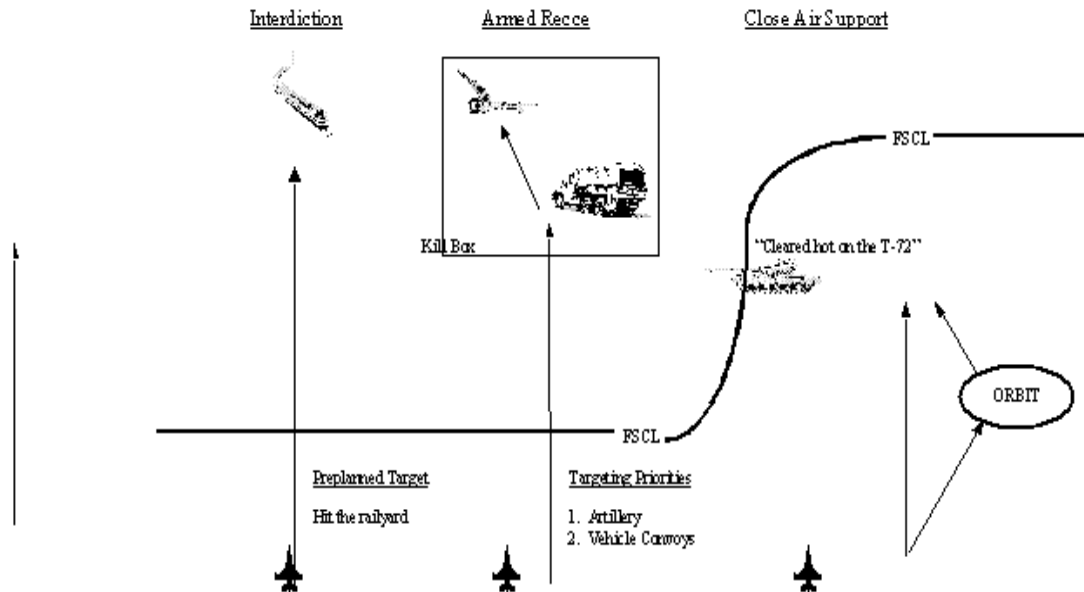 Interdiction
Armed Recce
Close Air Support
FSCL
Kill Box
"Cleared hot on the T-72"
ORBIT
FSCL
Preplanned Target
Targeting Priorities
Hit the railyard
1. Artillery
2. Vehicle Convoys